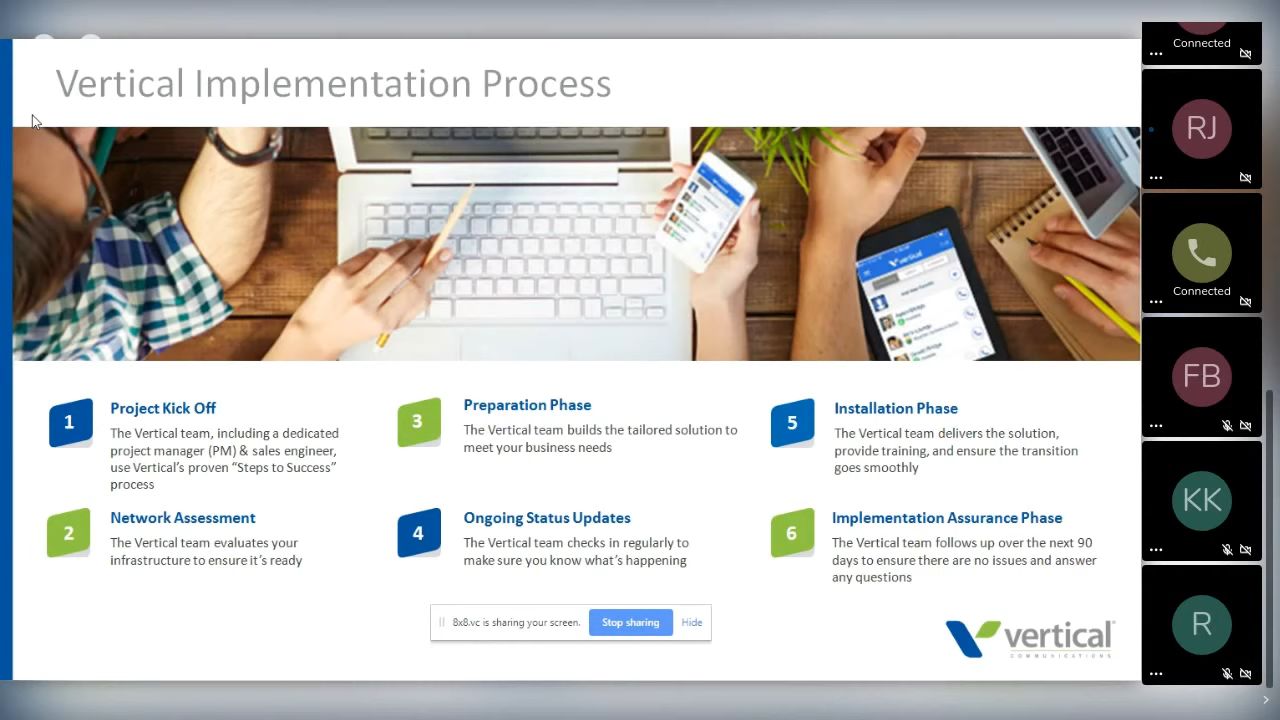 Vertical Implementation Process
vertical
1
Project Kick Off
The Vertical team, including a dedicated
project manager (PM) & sales engineer,
use Vertical's proven “Steps to Success”
process
2
Network Assessment
The Vertical team evaluates your
infrastructure to ensure it's ready
3
Preparation Phase
The Vertical team builds the tailored solution to
meet your business needs
4
Ongoing Status Updates
The Vertical team checks in regularly to
make sure you know what's happening
5
Installation Phase
The Vertical team delivers the solution,
provide training, and ensure the transition
goes smoothly
6
Implementation Assurance Phase
The Vertical team follows up over the next 90
days to ensure there are no issues and answer
any questions
8x8.vc is sharing your screen.
Stop sharing
Hide
vertical
COMMUNICATIONS
Connected
RJ
Connected
FB
KK
R